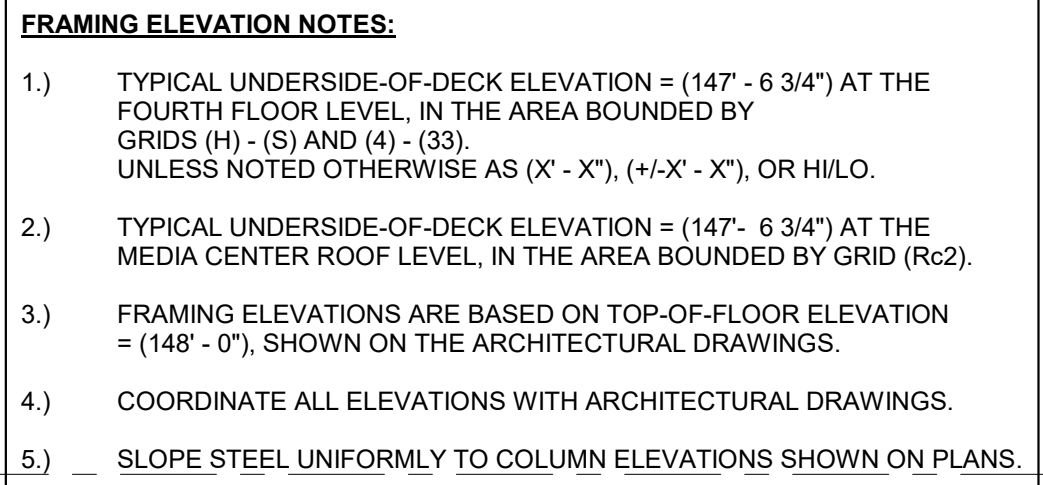 FRAMING ELEVATION NOTES:
1.) TYPICAL UNDERSIDE-OF-DECK ELEVATION = (147' - 6 3/4") AT THE
FOURTH FLOOR LEVEL, IN THE AREA BOUNDED BY
GRIDS (H) - (S) AND (4) - (33).
UNLESS NOTED OTHERWISE AS (X' - X"), (+/-X' - X"), OR HI/LO.
2.) TYPICAL UNDERSIDE-OF-DECK ELEVATION = (147'- 6 3/4") AT THE
MEDIA CENTER ROOF LEVEL, IN THE AREA BOUNDED BY GRID (Rc2).
3.) FRAMING ELEVATIONS ARE BASED ON TOP-OF-FLOOR ELEVATION
= (148' - 0"), SHOWN ON THE ARCHITECTURAL DRAWINGS.
4.) COORDINATE ALL ELEVATIONS WITH ARCHITECTURAL DRAWINGS.
5.) SLOPE STEEL UNIFORMLY TO COLUMN ELEVATIONS SHOWN ON PLANS.